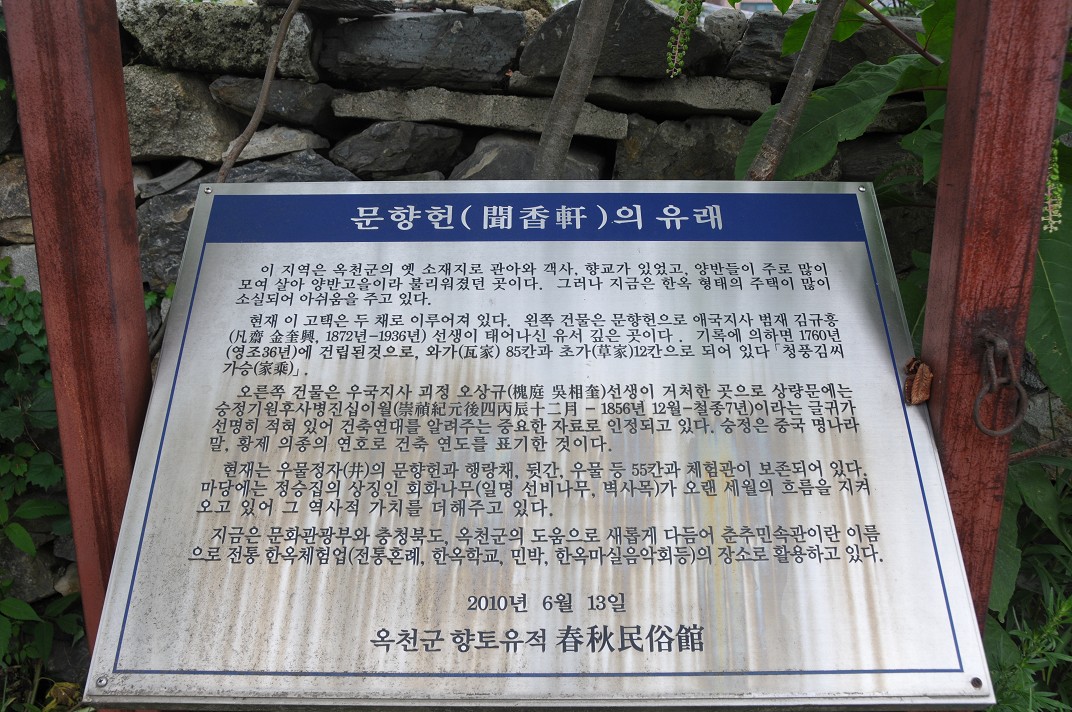 문향헌(聞香軒)의 유래
이 지역은 옥천군의 옛 소재지로 관아와 객사, 향교가 있었고, 양반들이 주로 많이
모여 살아 양반고을이라 불리워졌던 곳이다. 그러나 지금은 한옥 형태의 주택이 많이
소실되어 아쉬움을 주고 있다.
현재 이 고택은 두 채로 이루어져 있다. 왼쪽 건물은 문향헌으로 애국지사 범재 김규흥
(凡齋 金奎興, 1872년-1936년) 선생이 태어나신 유서 깊은 곳이다. 기록에 의하면 1760년
(영조36년)에 건립된것으로, 와가(瓦家) 85칸과 초가(草家)12칸으로 되어 있다「청풍김씨
가승(家乘)」.
오른쪽 건물은 우국지사 괴정 오상규(槐庭 吳相奎)선생이 거처한 곳으로 상량문에는
숭정기원후사병진십이월(崇禎紀元後四丙辰十二月 - 1856년 12월-철종7년)이라는 글귀가
선명히 적혀 있어 건축연대를 알려주는 중요한 자료로 인정되고 있다. 숭정은 중국 명나라
말, 황제 의종의 연호로 건축 연도를 표기한 것이다.
현재는 우물정자(井)의 문향헌과 행랑채, 뒷간, 우물 등 55칸과 체험관이 보존되어 있다.
마당에는 정승집의 상징인 회화나무(일명 선비나무, 벽사목)가 오랜 세월의 흐름을 지켜
오고 있어 그 역사적 가치를 더해주고 있다.
지금은 문화관광부와 충청북도, 옥천군의 도움으로 새롭게 다듬어 춘추민속관이란 이름
으로 전통 한옥체험업(전통혼례, 한옥학교, 민박, 한옥마실음악회등)의 장소로 활용하고 있다.
2010년 6월 13일
옥천군 향토유적 春秋民俗館